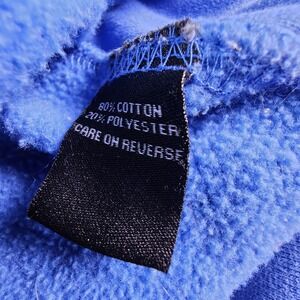 80% COTTON
20% POLYESTER
CARE ON REVERSE